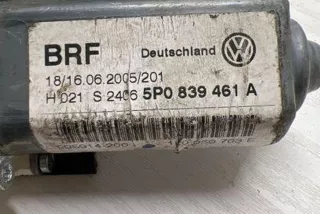 BRF Deutschland
18/16.06.2005/201
H 021 S 2406 5P0 839 461 A